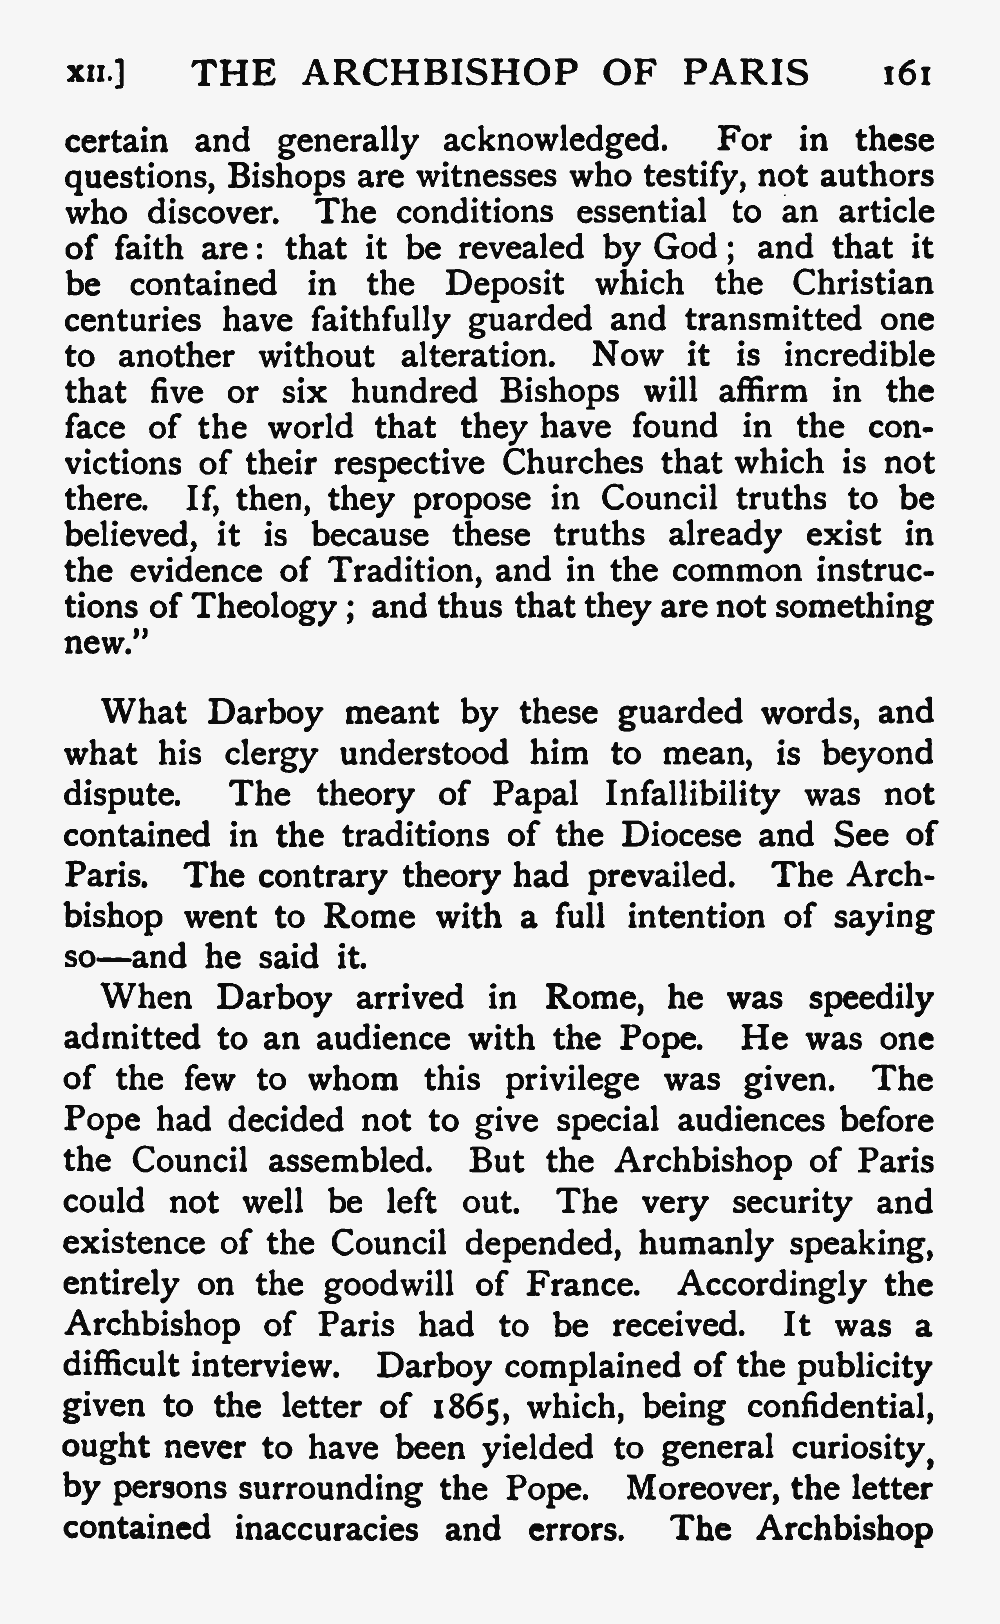 XII.] THE ARCHBISHOP OF PARIS 161
certain and generally acknowledged. For in these
questions, Bishops are witnesses who testify, not authors
who discover. The conditions essential to an article
of faith are: that it be revealed by God; and that it
be contained in the Deposit which the Christian
centuries have faithfully guarded and transmitted one
to another without alteration. Now it is incredible
that five or six hundred Bishops will affirm in the
face of the world that they have found in the con-
victions of their respective Churches that which is not
there. If, then, they propose in Council truths to be
believed, it is because these truths already exist in
the evidence of Tradition, and in the common instruc-
tions of Theology; and thus that they are not something
new."
What Darboy meant by these guarded words, and
what his clergy understood him to mean, is beyond
dispute. The theory of Papal Infallibility was not
contained in the traditions of the Diocese and See of
Paris. The contrary theory had prevailed. The Arch-
bishop went to Rome with a full intention of saying
so—and he said it.
When Darboy arrived in Rome, he was speedily
admitted to an audience with the Pope. He was one
of the few to whom this privilege was given. The
Pope had decided not to give special audiences before
the Council assembled. But the Archbishop of Paris
could not well be left out. The very security and
existence of the Council depended, humanly speaking,
entirely on the goodwill of France. Accordingly the
Archbishop of Paris had to be received. It was a
difficult interview. Darboy complained of the publicity
given to the letter of 1865, which, being confidential,
ought never to have been yielded to general curiosity,
by persons surrounding the Pope. Moreover, the letter
contained inaccuracies and errors. The Archbishop